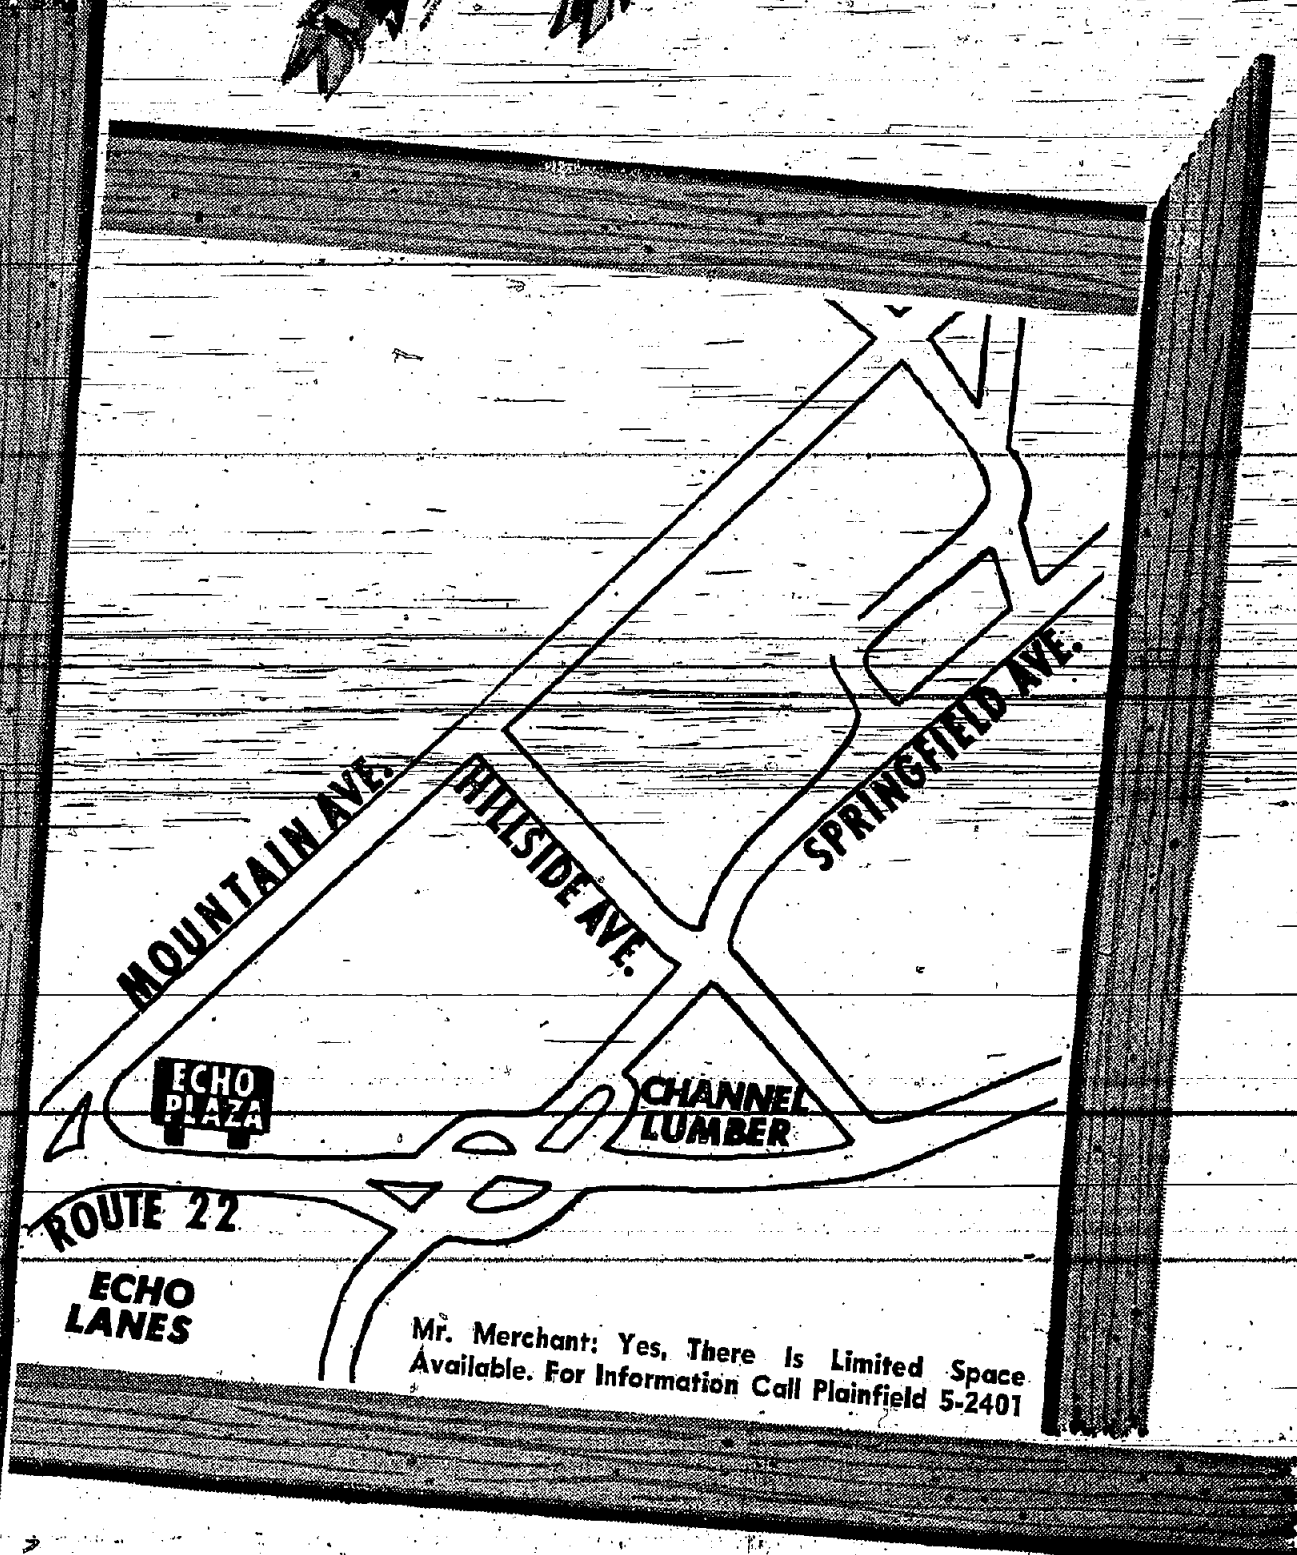 MOUNTAIN AVE.
HILLSIDE AVE.
SPRINGFIELD AVE.
ECHO
PLAZA
CHANNEL
LUMBER
ROUTE 22
ECHO
LANES
Mr. Merchant: Yes, There Is Limited Space
Available. For Information Call Plainfield 5-2401